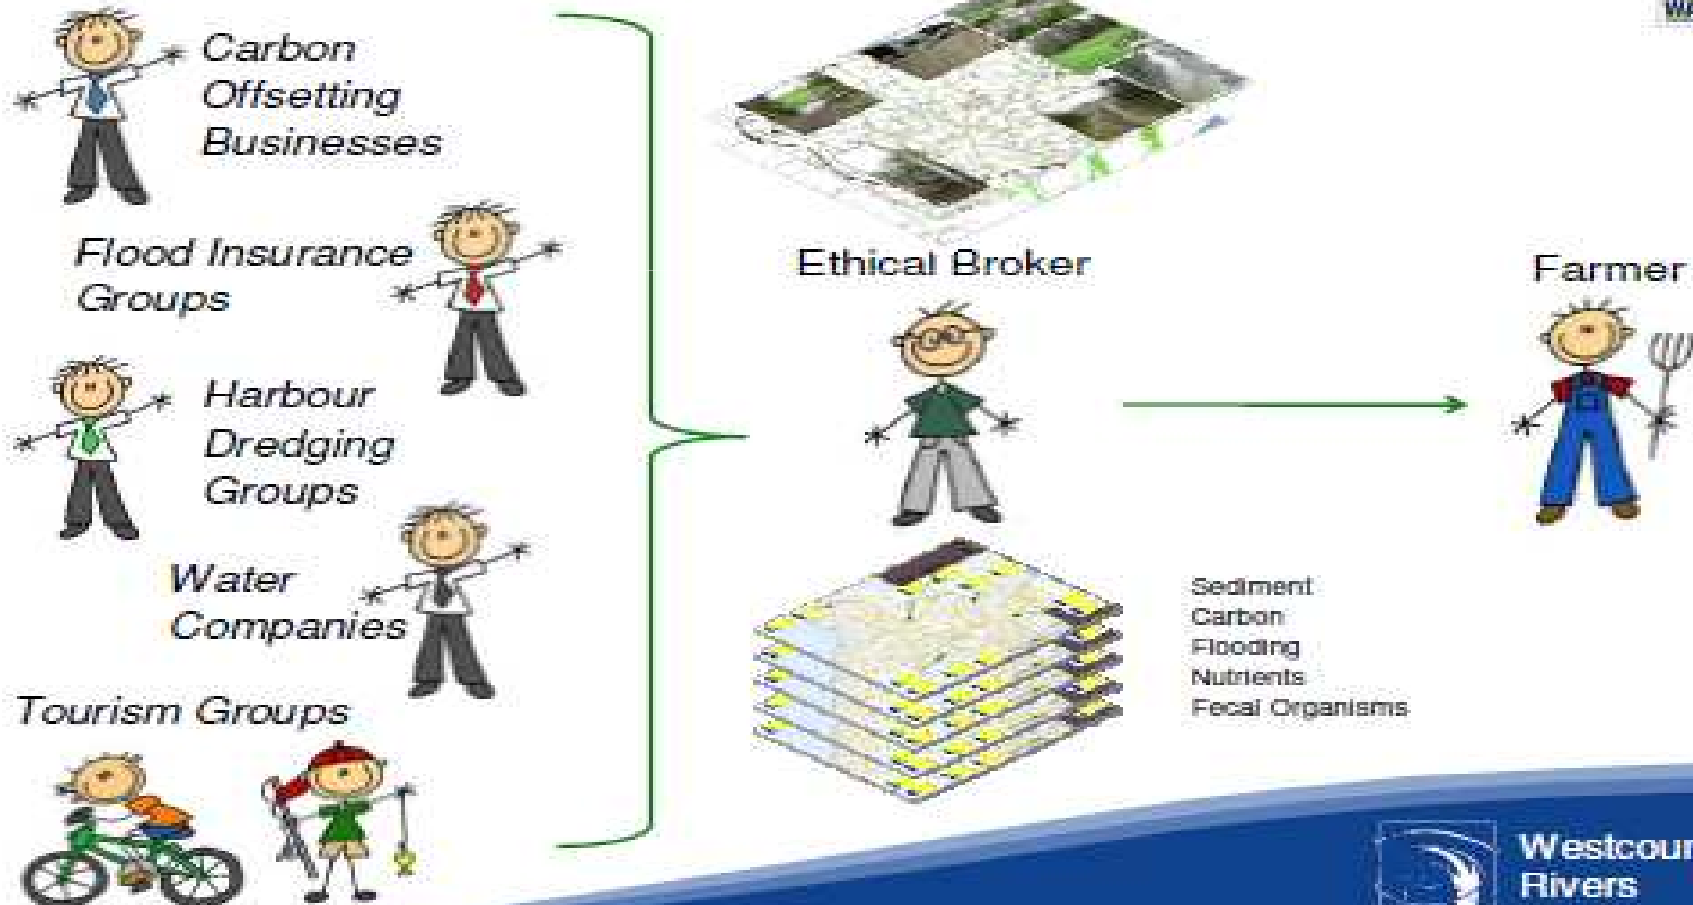 Carbon
Offsetting
Businesses
Flood Insurance
Groups
Harbour
Dredging
Groups
Water
Companies
Tourism Groups
Ethical Broker
Farmer
Sediment
Carbon
Flooding
Nutrients
Fecal Organisms
Westcour
Rivers